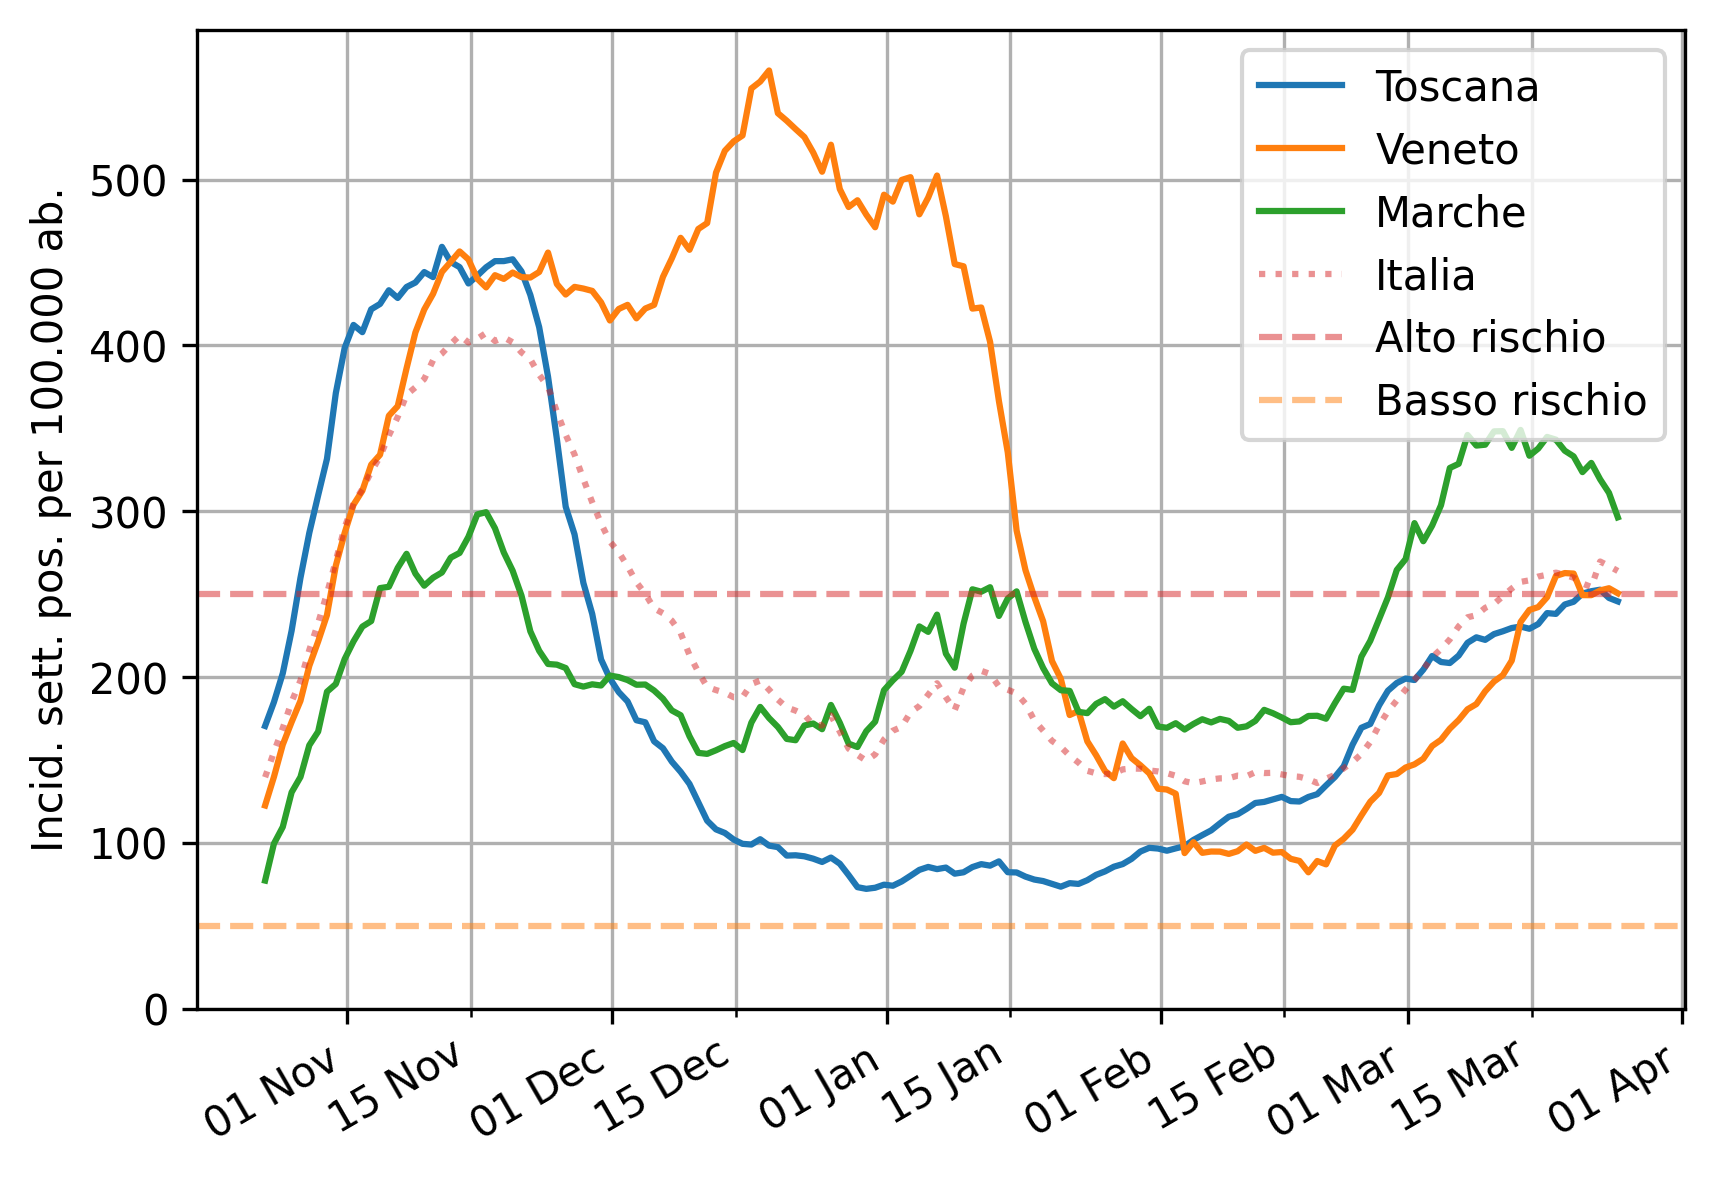 Incid. sett. pos. per 100.000 ab.
500
400
300
200
100
0
Toscana
Veneto
Marche
Italia
Alto rischio
Basso rischio
01 Nov
15 Nov
01 Dec
15 Dec
01 Jan
15 Jan
01 Feb
15 Feb
01 Mar
15 Mar
01 Apr